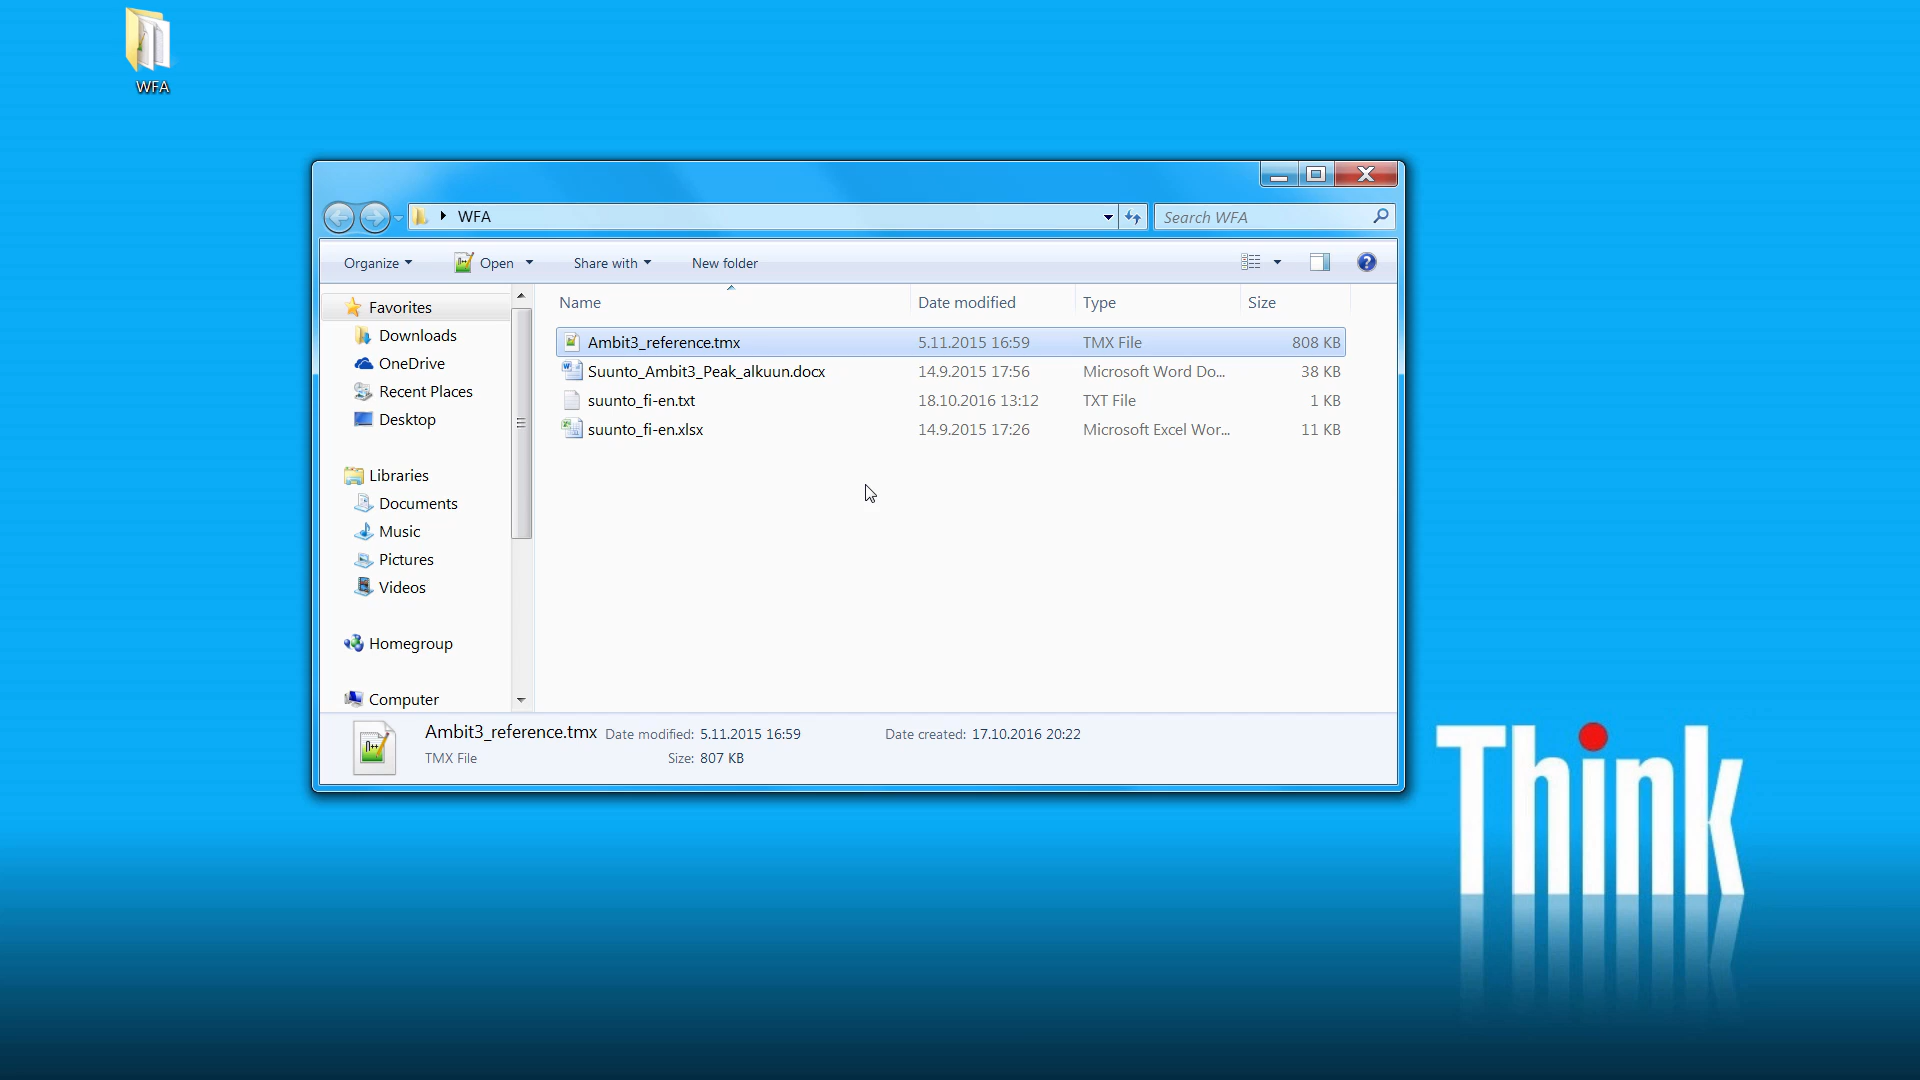 WFA
WFA
Search WFA
Organize
Open
Share with
New folder
Name
Date modified
Type
Size
Favorites
Downloads
OneDrive
Recent Places
Desktop
Libraries
Documents
Music
Pictures
Videos
Homegroup
Computer
Ambit3_reference.tmx 5.11.2015 16:59 TMX File 808 KB
Suunto_Ambit3_Peak_alkuun.docx 14.9.2015 17:56 Microsoft Word Do... 38 KB
suunto_fi-en.txt 18.10.2016 13:12 TXT File 1 KB
suunto_fi-en.xlsx 14.9.2015 17:26 Microsoft Excel Wor... 11 KB
Ambit3_reference.tmx Date modified: 5.11.2015 16:59 Date created: 17.10.2016 20:22
TMX File Size: 807 KB
Think